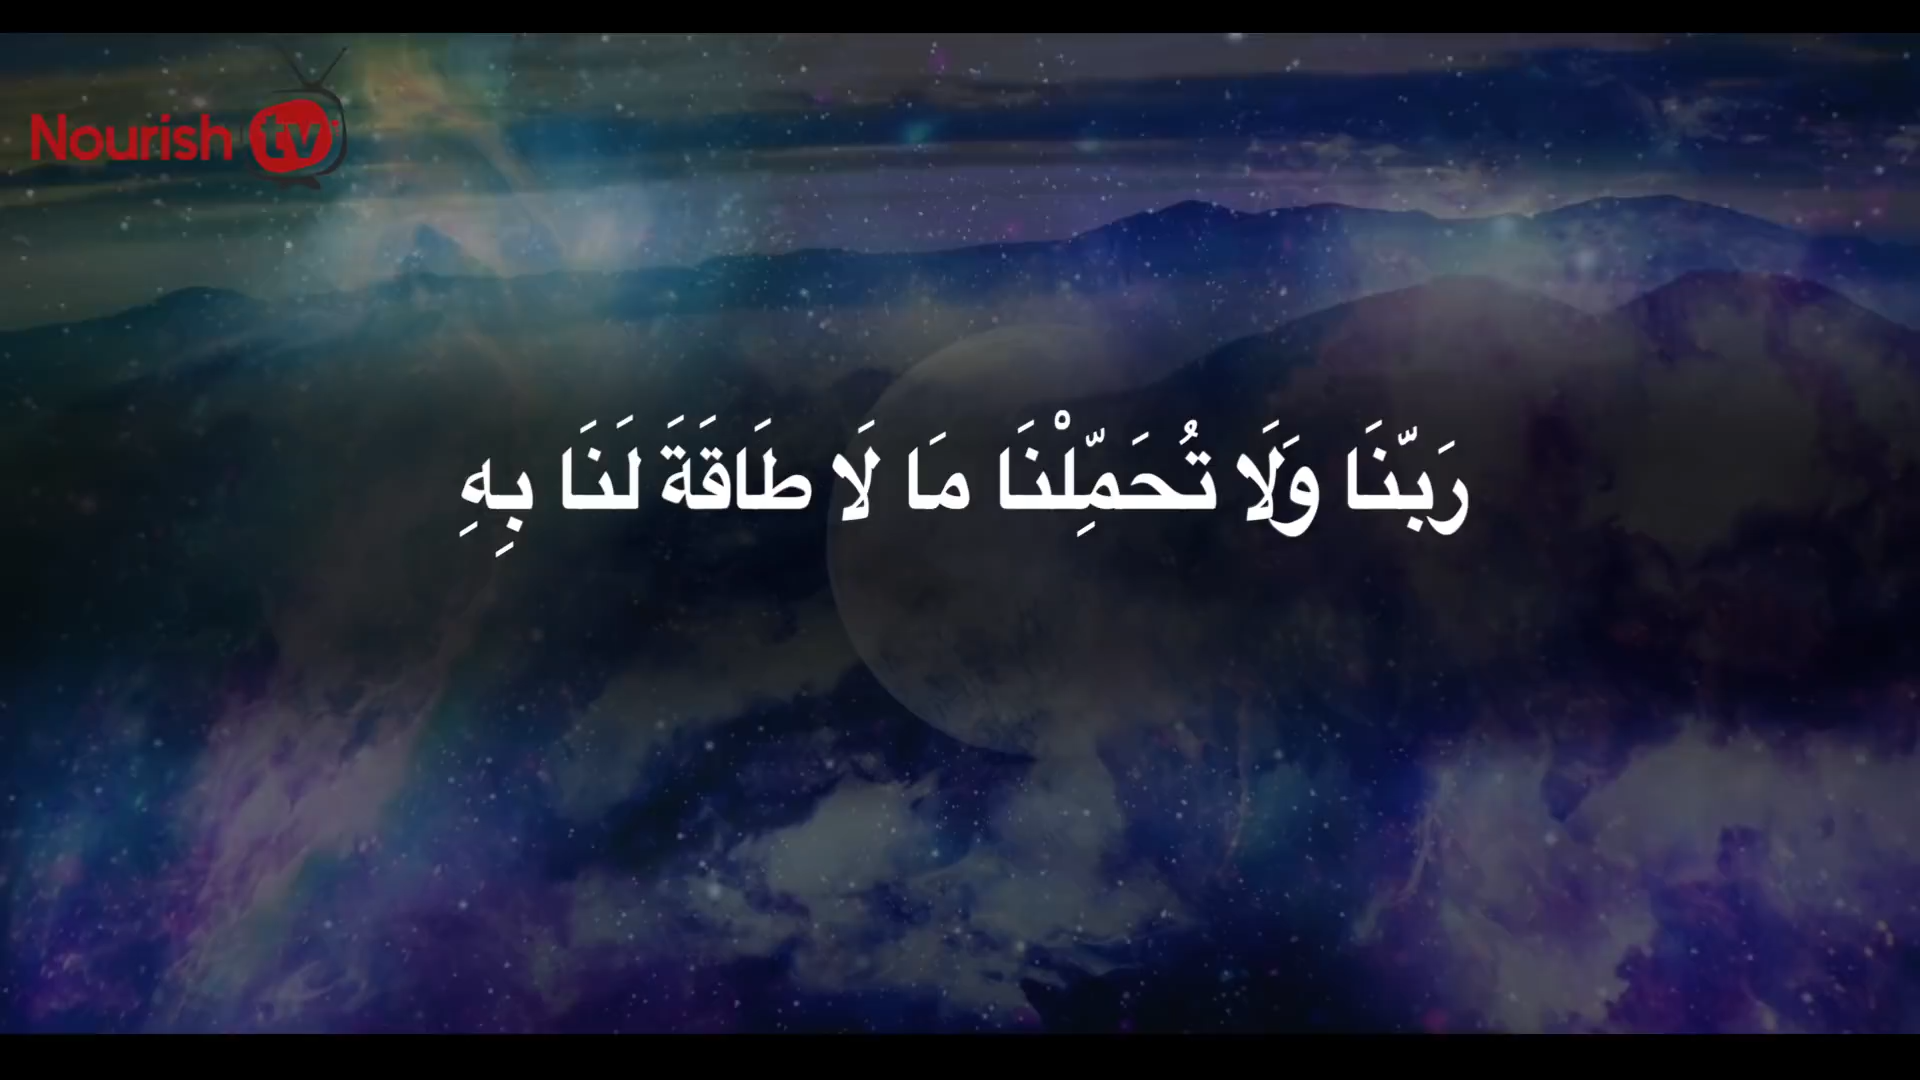 Nourish tv
رَبّنَا وَلَا تُحَمّلْنَا مَا لَا طَاقَةَ لَنَا بِهِ